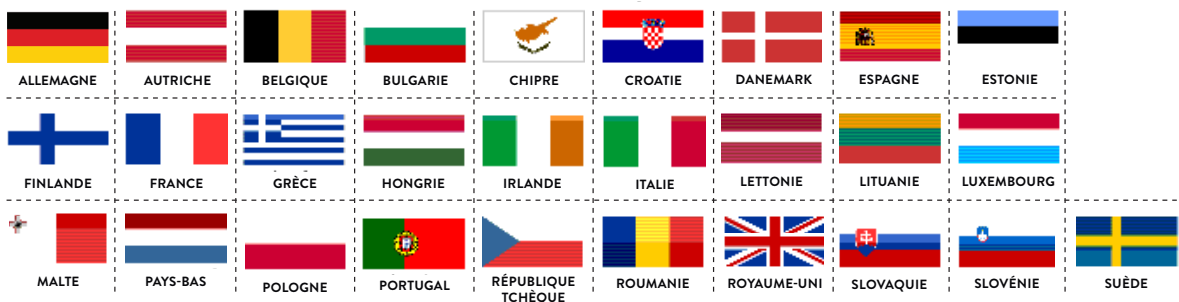 ALLEMAGNE
AUTRICHE
BELGIQUE
BULGARIE
CHIPRE
CROATIE
DANEMARK
ESPAGNE
ESTONIE
FINLANDE
FRANCE
GRÈCE
HONGRIE
IRLANDE
ITALIE
LETTONIE
LITUANIE
LUXEMBOURG
MALTE
PAYS-BAS
POLOGNE
PORTUGAL
RÉPUBLIQUE
TCHÈQUE
ROUMANIE
ROYAUME-UNI
SLOVAQUIE
SLOVÉNIE
SUÈDE